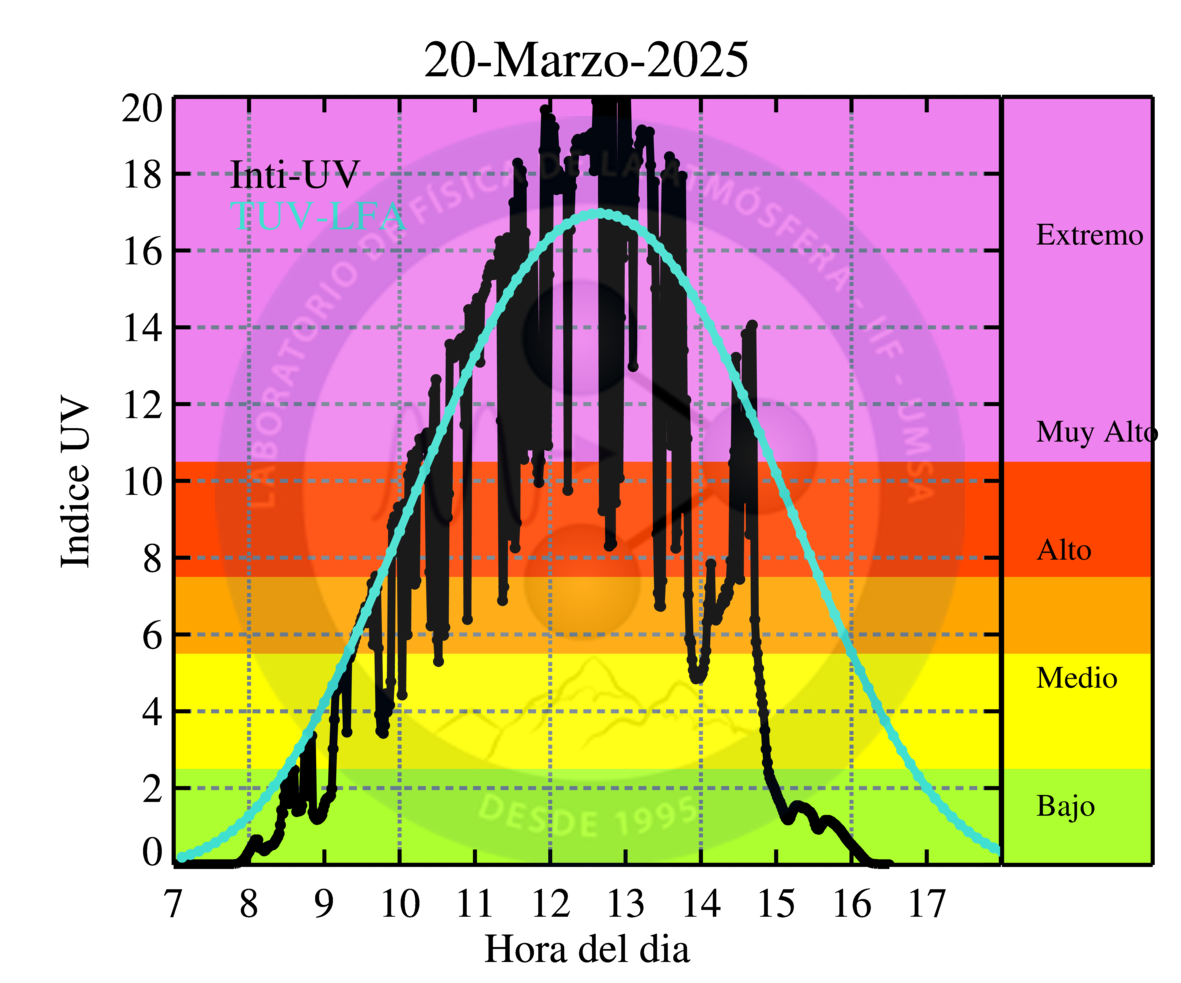 20-Marzo-2025
Indice UV
20
18
16
14
12
10
8
6
4
2
0
Inti-UV
TUV-LFA
LABORATORIO DE FÍSICA DE LA ATMÓSFERA - IIF - UMSA
DESDE 1995
Extremo
Muy Alto
Alto
Medio
Bajo
7 8 9 10 11 12 13 14 15 16 17
Hora del dia